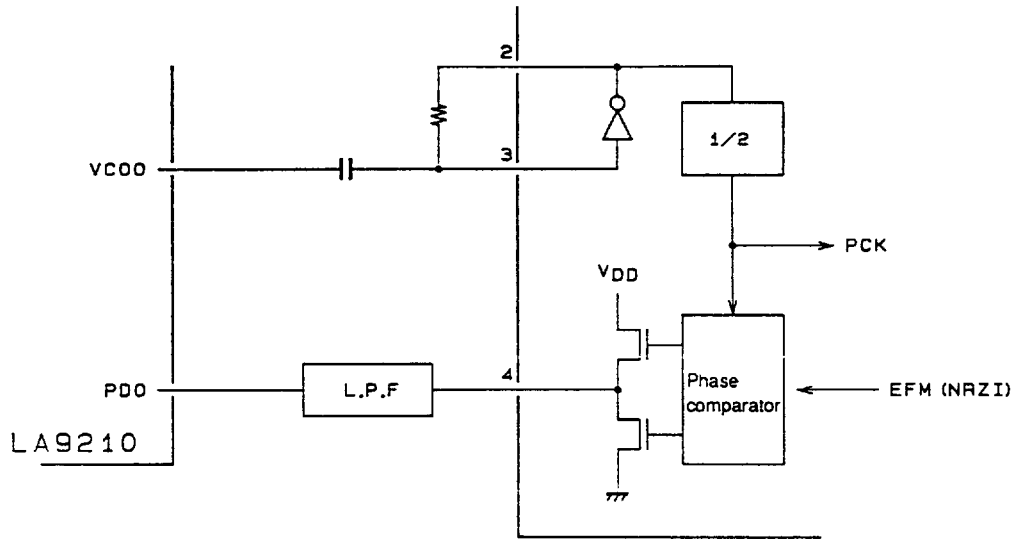 2
1/2
VCOO
3
PCK
VDD
PDO
L.P.F
4
Phase
comparator
EFM (NRZI)
LA9210